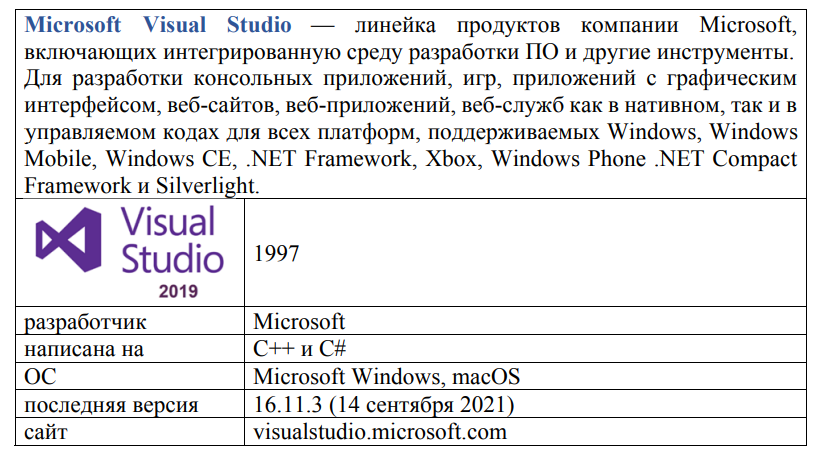 Microsoft Visual Studio — линейка продуктов компании Microsoft,
включающих интегрированную среду разработки ПО и другие инструменты.
Для разработки консольных приложений, игр, приложений с графическим
интерфейсом, веб-сайтов, веб-приложений, веб-служб как в нативном, так и в
управляемом кодах для всех платформ, поддерживаемых Windows, Windows
Mobile, Windows CE, .NET Framework, Xbox, Windows Phone .NET Compact
Framework и Silverlight.
Visual
Studio
2019
1997
разработчик Microsoft
написана на C++ и C#
ОС Microsoft Windows, macOS
последняя версия 16.11.3 (14 сентября 2021)
сайт visualstudio.microsoft.com